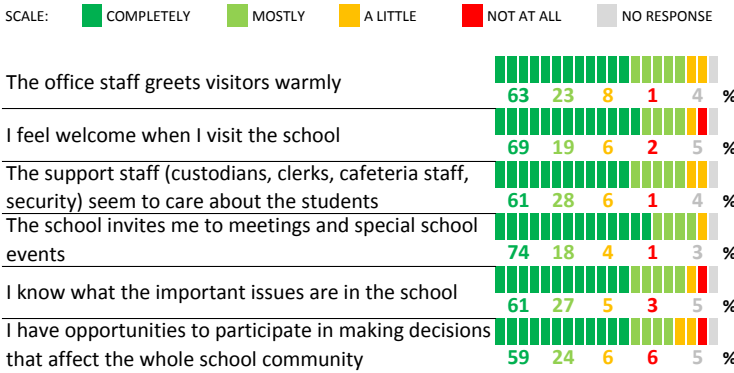 SCALE: COMPLETELY MOSTLY A LITTLE NOT AT ALL NO RESPONSE
The office staff greets visitors warmly
63 23 8 1 4 %
I feel welcome when I visit the school
69 19 6 2 5 %
The support staff (custodians, clerks, cafeteria staff,
security) seem to care about the students
61 28 6 1 4 %
The school invites me to meetings and special school
events
74 18 4 1 3 %
I know what the important issues are in the school
61 27 5 3 5 %
I have opportunities to participate in making decisions
that affect the whole school community
59 24 6 6 5 %